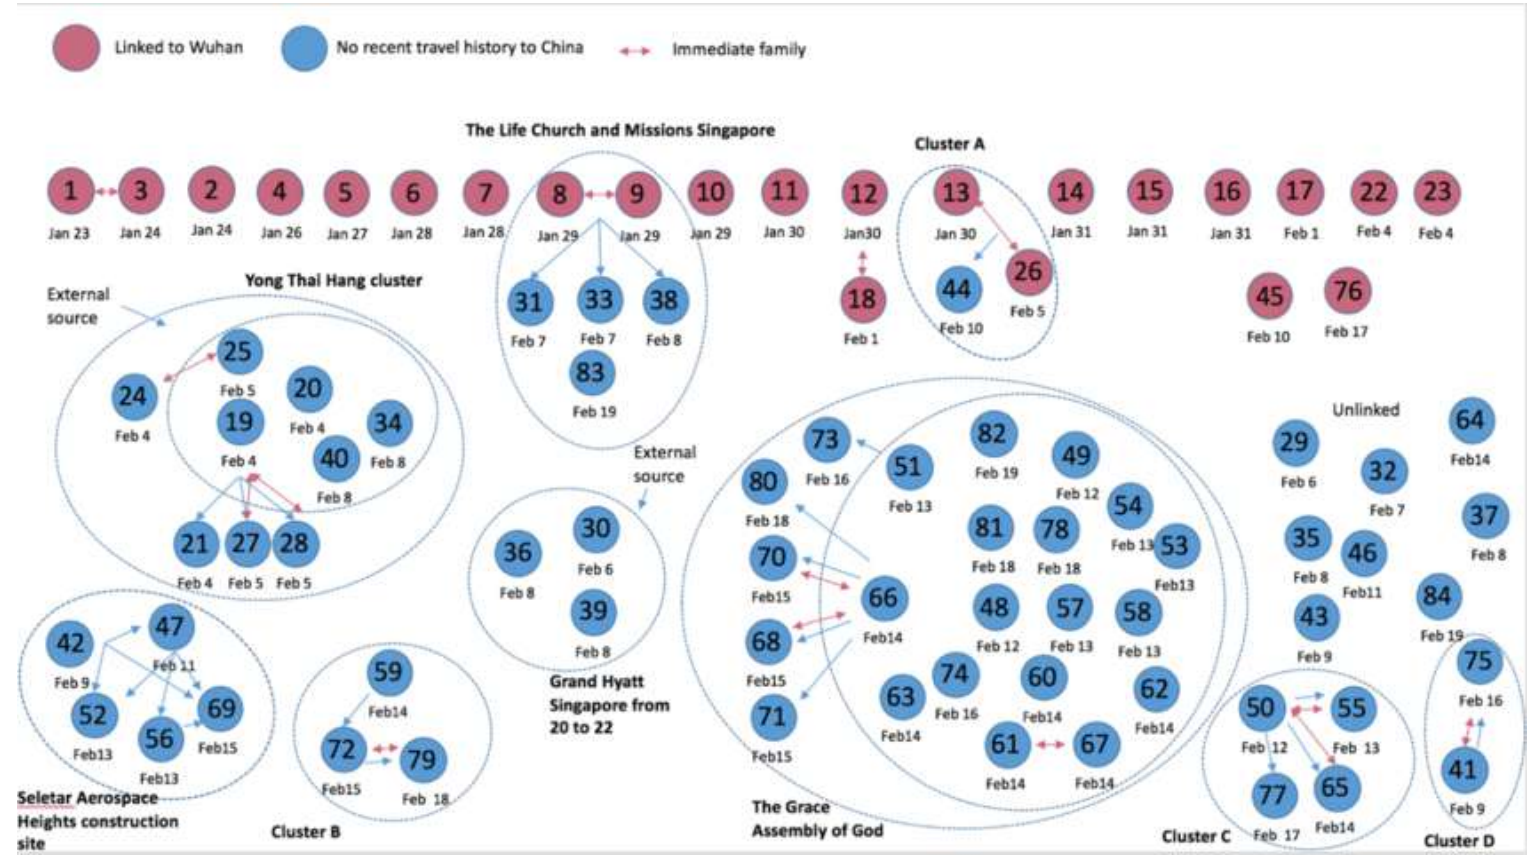 Linked to Wuhan
No recent travel history to China
Immediate family
The Life Church and Missions Singapore
Cluster A
1
3
2
4
5
6
7
8
9
10
11
12
13
14
15
16
17
22
23
Jan 23
Jan 24
Jan 24
Jan 26
Jan 27
Jan 28
Jan 28
Jan 29
Jan 29
Jan 29
Jan 30
Jan30
Jan 30
Jan 31
Jan 31
Jan 31
Feb 1
Feb 4
Feb 4
18
Feb 1
44
Feb 10
26
Feb 5
45
Feb 10
76
Feb 17
31
Feb 7
33
Feb 7
38
Feb 8
83
Feb 19
Yong Thai Hang cluster
External
source
25
Feb 5
24
Feb 4
20
Feb 4
19
Feb 4
34
Feb 8
40
Feb 8
21
Feb 4
27
Feb 5
28
Feb 5
External
source
36
Feb 8
30
Feb 6
39
Feb 8
Grand Hyatt
Singapore from
20 to 22
42
Feb 9
47
Feb 11
52
Feb13
56
Feb13
69
Feb15
Seletar Aerospace
Heights construction
site
59
Feb14
72
Feb15
79
Feb 18
Cluster B
73
Feb 16
80
Feb 18
70
Feb15
68
Feb15
71
Feb15
51
Feb 13
66
Feb14
82
Feb 19
49
Feb 12
54
Feb 13
53
Feb13
81
Feb 18
78
Feb 18
48
Feb 12
57
Feb 13
58
Feb 13
63
Feb14
74
Feb 16
60
Feb14
62
Feb14
61
Feb14
67
Feb14
The Grace
Assembly of God
Unlinked
29
Feb 6
32
Feb 7
64
Feb14
35
Feb 8
46
Feb11
37
Feb 8
43
Feb 9
84
Feb 19
50
Feb 12
55
Feb 13
77
Feb 17
65
Feb14
Cluster C
75
Feb 16
41
Feb 9
Cluster D